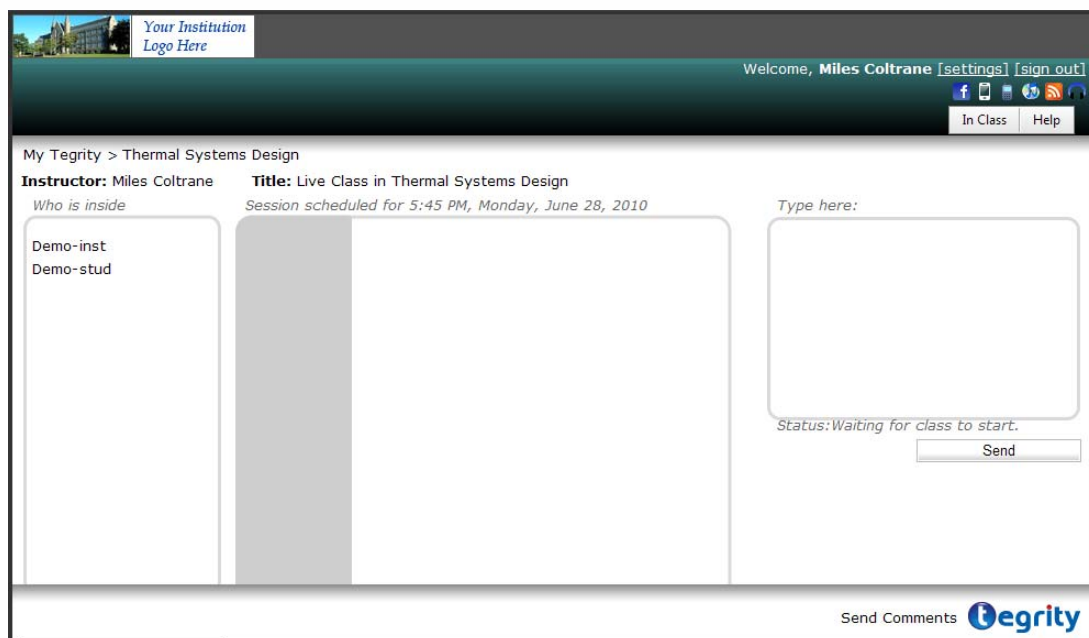 Your Institution
Logo Here
Welcome, Miles Coltrane [settings] [sign out]
In Class Help
My Tegrity > Thermal Systems Design
Instructor: Miles Coltrane Title: Live Class in Thermal Systems Design
Who is inside Session scheduled for 5:45 PM, Monday, June 28, 2010 Type here:
Demo-inst
Demo-stud
Status:Waiting for class to start.
Send
Send Comments tegrity